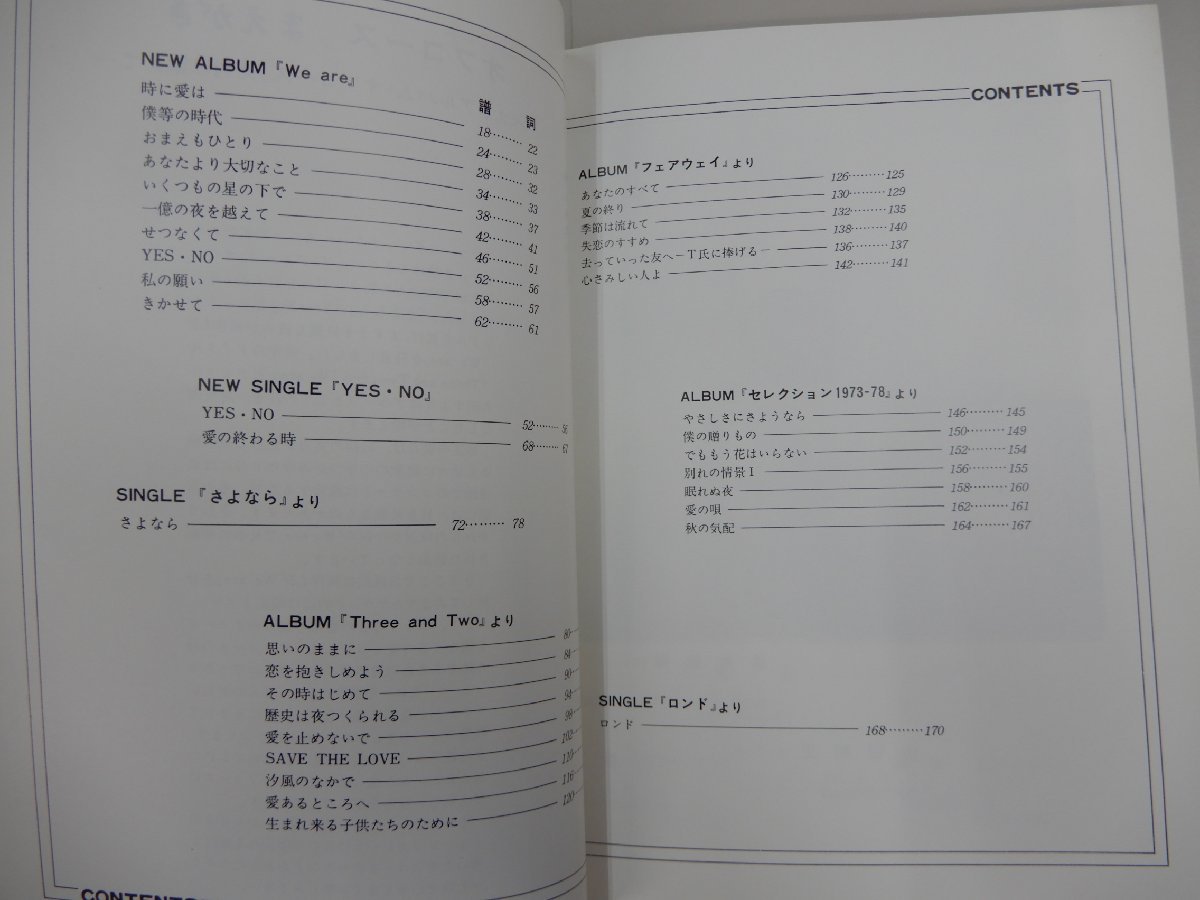 NEW ALBUM『We are』
譜 詞
時に愛は 18………22
僕等の時代 24………23
おまえもひとり 28………32
あなたより大切なこと 34………33
いくつもの星の下で 38………37
一億の夜を越えて 42………41
せつなくて 46………51
YES・NO 52………56
私の願い 58………57
きかせて 62………61
NEW SINGLE『YES・NO』
YES・NO 52………56
愛の終わる時 68………67
SINGLE『さよなら』より
さよなら 72………78
ALBUM『Three and Two』より
思いのままに 80
恋を抱きしめよう 84
その時はじめて 90
歴史は夜つくられる 94
愛を止めないで 99
SAVE THE LOVE 102
汐風のなかで 110
愛あるところへ 116
生まれ来る子供たちのために 120
CONTENTS
CONTENTS
ALBUM『フェアウェイ』より
あなたのすべて 126………125
夏の終り 130………129
季節は流れて 132………135
失恋のすすめ 138………140
去っていった友へ−T氏に捧げる− 136………137
心さみしい人よ 142………141
ALBUM『セレクション1973-78』より
やさしさにさようなら 146………145
僕の贈りもの 150………149
でももう花はいらない 152………154
別れの情景Ⅰ 156………155
眠れぬ夜 158………160
愛の唄 162………161
秋の気配 164………167
SINGLE『ロンド』より
ロンド 168………170